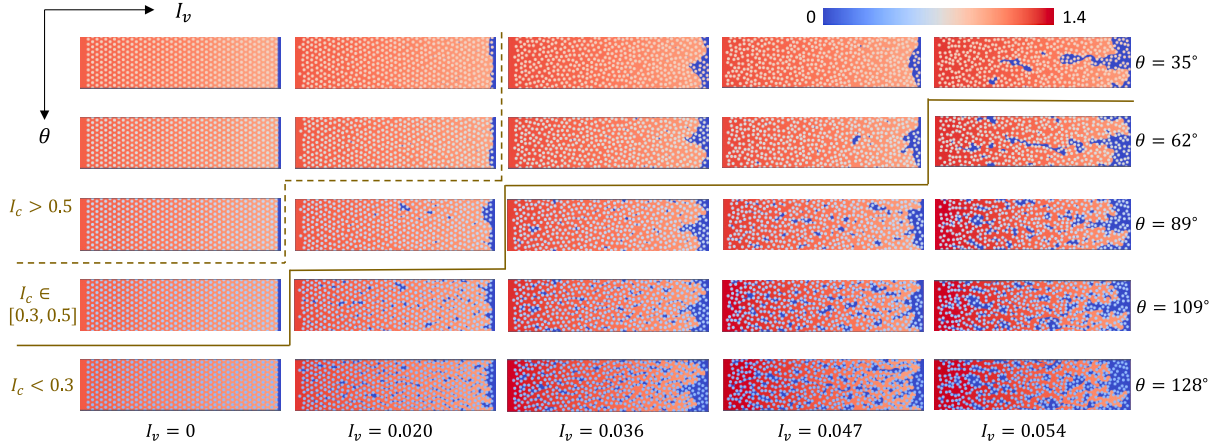 I_v
0
1.4
θ
θ = 35°
θ = 62°
I_c > 0.5
θ = 89°
I_c ∈
[0.3, 0.5]
θ = 109°
I_c < 0.3
θ = 128°
I_v = 0
I_v = 0.020
I_v = 0.036
I_v = 0.047
I_v = 0.054